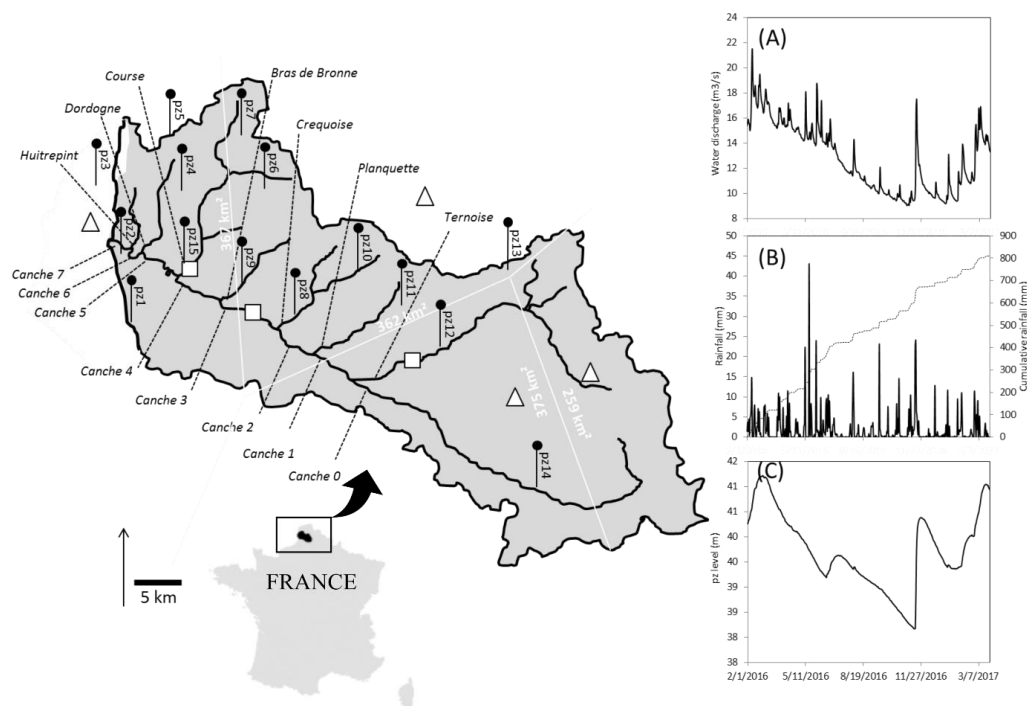 Course
Bras de Bronne
Dordogne
Crequoise
Huitrepint
Planquette
Ternoise
pz5
pz7
pz3
pz4
pz6
pz2
pz15
pz9
pz10
pz13
pz1
pz8
pz11
pz12
pz14
367 km²
362 km²
375 km²
259 km²
Canche 7
Canche 6
Canche 5
Canche 4
Canche 3
Canche 2
Canche 1
Canche 0
5 km
FRANCE
(A)
Water discharge (m3/s)
24
22
20
18
16
14
12
10
8
(B)
Rainfall (mm)
50
45
40
35
30
25
20
15
10
5
0
Cumulative rainfall (mm)
900
800
700
600
500
400
300
200
100
0
(C)
pz level (m)
42
41
41
40
40
39
39
38
38
2/1/2016 5/11/2016 8/19/2016 11/27/2016 3/7/2017